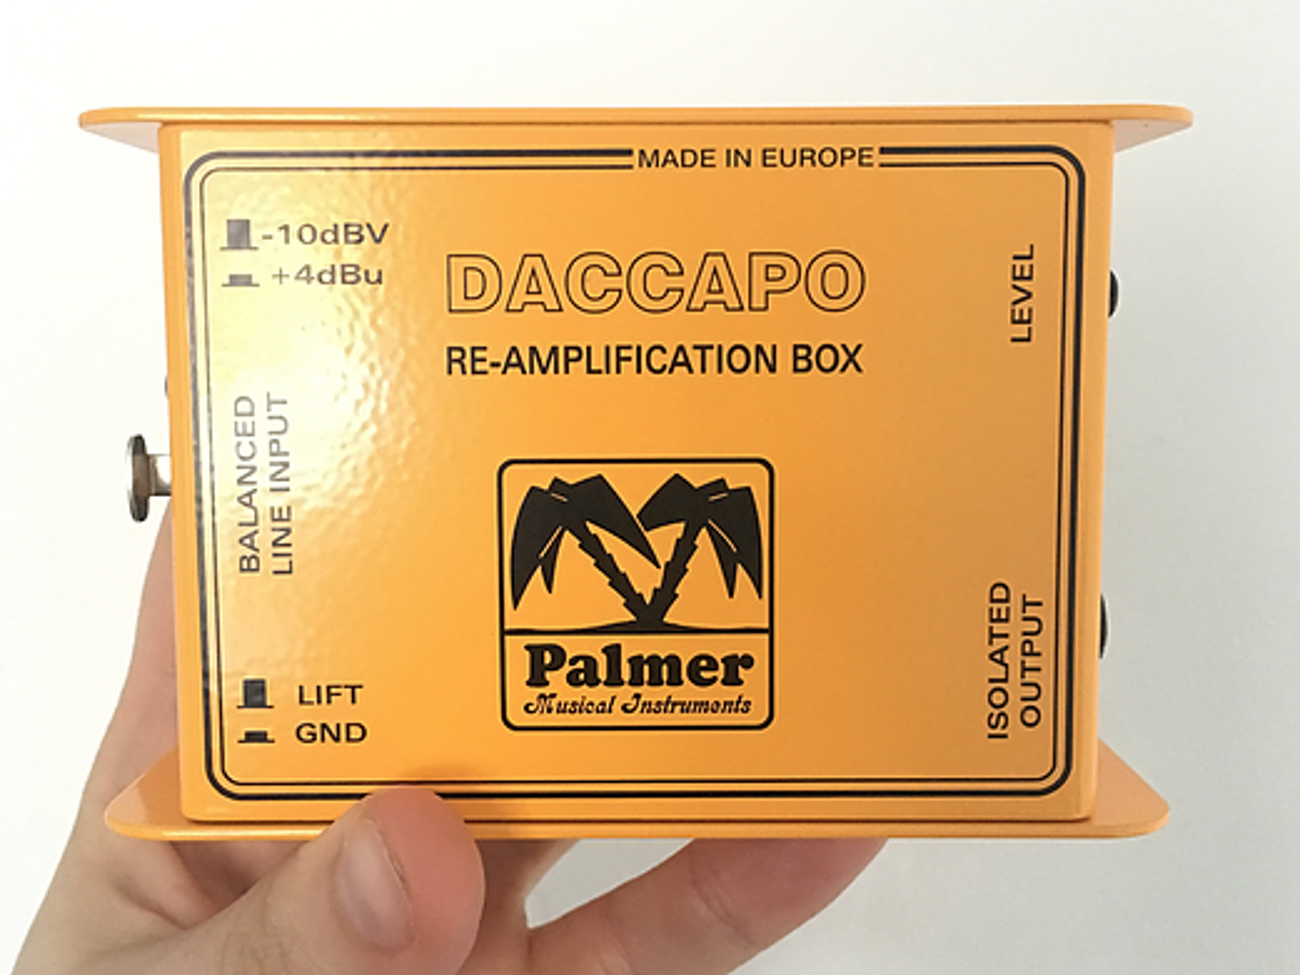 MADE IN EUROPE
-10dBV
+4dBu
DACCAPO
RE-AMPLIFICATION BOX
LEVEL
BALANCED
LINE INPUT
Palmer
Musical Instruments
LIFT
GND
ISOLATED
OUTPUT